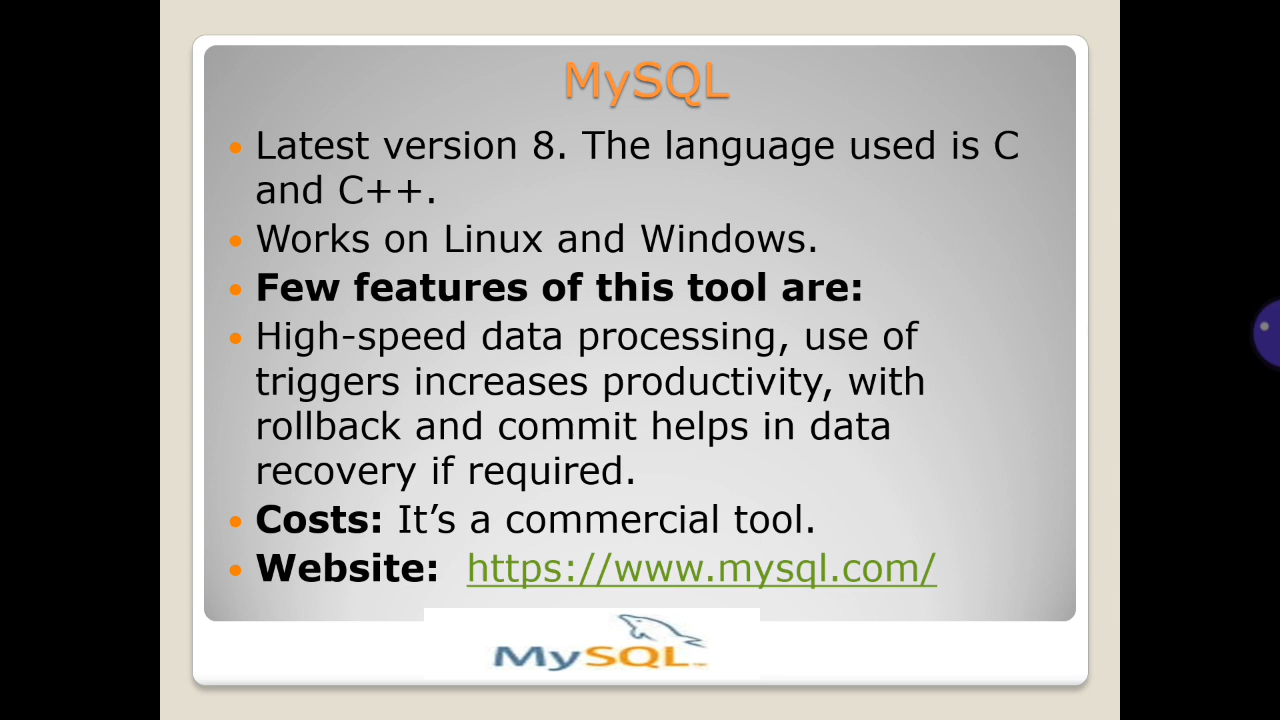 MySQL
Latest version 8. The language used is C
and C++.
Works on Linux and Windows.
Few features of this tool are:
High-speed data processing, use of
triggers increases productivity, with
rollback and commit helps in data
recovery if required.
Costs: It’s a commercial tool.
Website: https://www.mysql.com/
MySQL